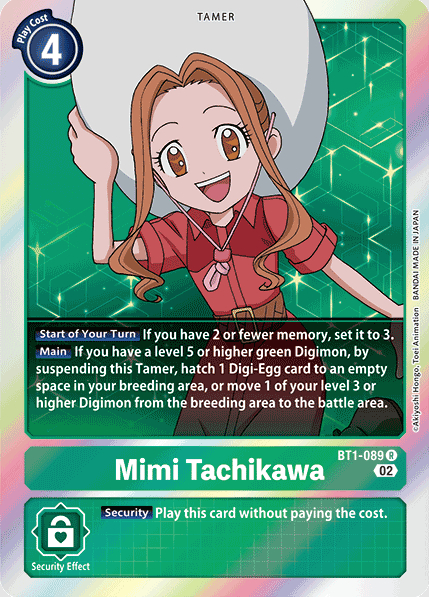 TAMER
Play Cost
4
Start of Your Turn If you have 2 or fewer memory, set it to 3.
Main If you have a level 5 or higher green Digimon, by
suspending this Tamer, hatch 1 Digi-Egg card to an empty
space in your breeding area, or move 1 of your level 3 or
higher Digimon from the breeding area to the battle area.
©Akiyoshi Hongo, Toei Animation BANDAI MADE IN JAPAN
BT1-089 R
Mimi Tachikawa
02
Security Play this card without paying the cost.
Security Effect